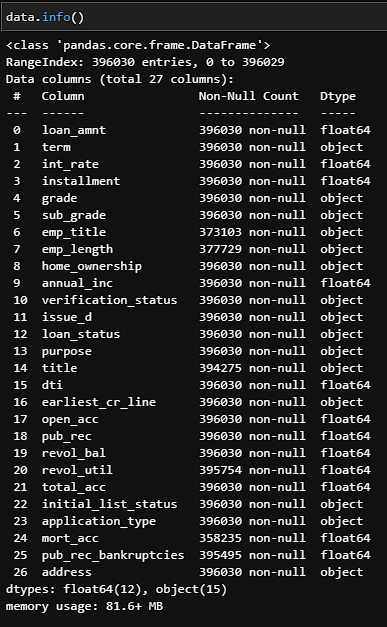 data.info()
<class 'pandas.core.frame.DataFrame'>
RangeIndex: 396030 entries, 0 to 396029
Data columns (total 27 columns):
 #   Column                Non-Null Count   Dtype
---  ------                --------------   -----
 0   loan_amnt             396030 non-null  float64
 1   term                  396030 non-null  object
 2   int_rate              396030 non-null  float64
 3   installment           396030 non-null  float64
 4   grade                 396030 non-null  object
 5   sub_grade             396030 non-null  object
 6   emp_title             373103 non-null  object
 7   emp_length            377729 non-null  object
 8   home_ownership        396030 non-null  object
 9   annual_inc            396030 non-null  float64
 10  verification_status   396030 non-null  object
 11  issue_d               396030 non-null  object
 12  loan_status           396030 non-null  object
 13  purpose               396030 non-null  object
 14  title                 394275 non-null  object
 15  dti                   396030 non-null  float64
 16  earliest_cr_line      396030 non-null  object
 17  open_acc              396030 non-null  float64
 18  pub_rec               396030 non-null  float64
 19  revol_bal             396030 non-null  float64
 20  revol_util            395754 non-null  float64
 21  total_acc             396030 non-null  float64
 22  initial_list_status   396030 non-null  object
 23  application_type      396030 non-null  object
 24  mort_acc              358235 non-null  float64
 25  pub_rec_bankruptcies  395495 non-null  float64
 26  address               396030 non-null  object
dtypes: float64(12), object(15)
memory usage: 81.6+ MB